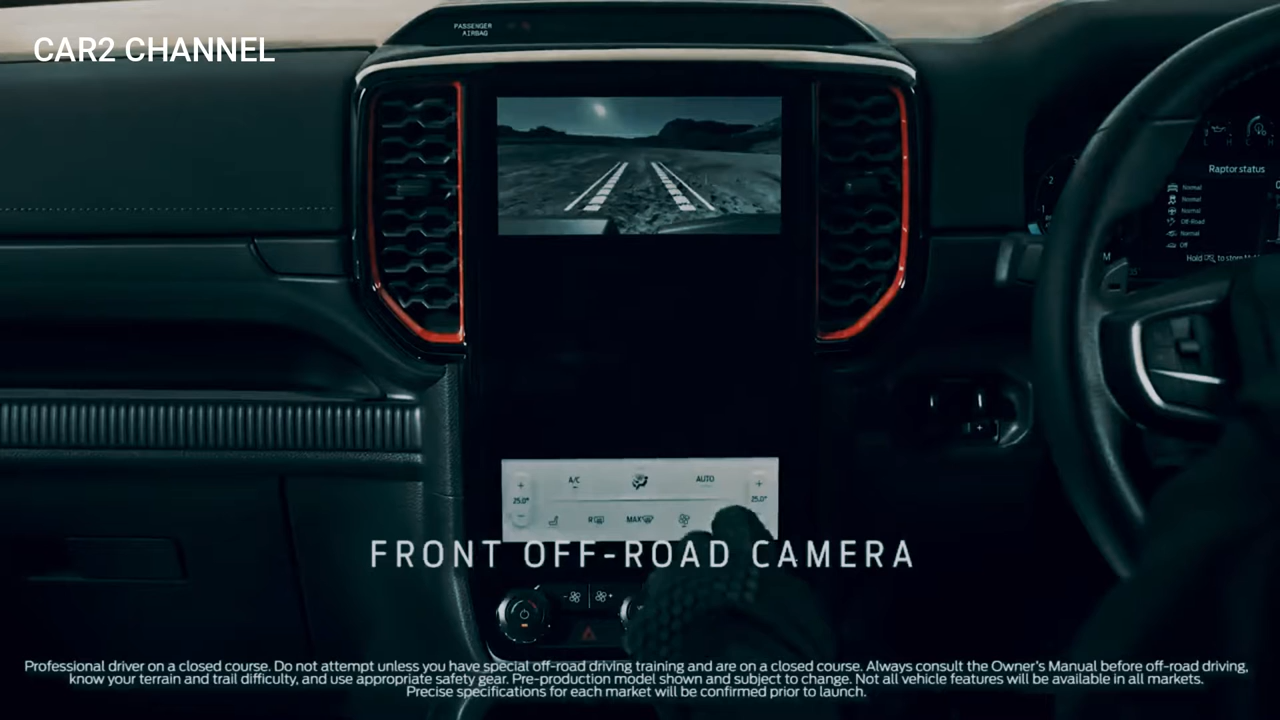 PASSENGER
AIRBAG
CAR2 CHANNEL
Raptor status
2
Normal
Normal
Normal
Off-Road
Normal
Off
M
A/C
AUTO
25.0°
25.0°
R
MAX
FRONT OFF-ROAD CAMERA
Professional driver on a closed course. Do not attempt unless you have special off-road driving training and are on a closed course. Always consult the Owner's Manual before off-road driving,
know your terrain and trail difficulty, and use appropriate safety gear. Pre-production model shown and subject to change. Not all vehicle features will be available in all markets.
Precise specifications for each market will be confirmed prior to launch.